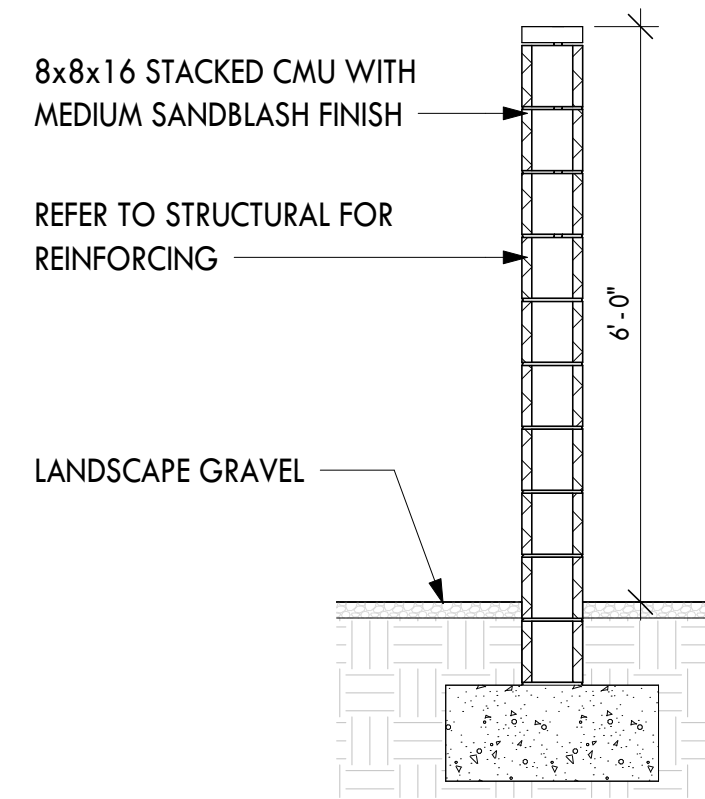 8x8x16 STACKED CMU WITH
MEDIUM SANDBLASH FINISH
REFER TO STRUCTURAL FOR
REINFORCING
6' - 0"
LANDSCAPE GRAVEL